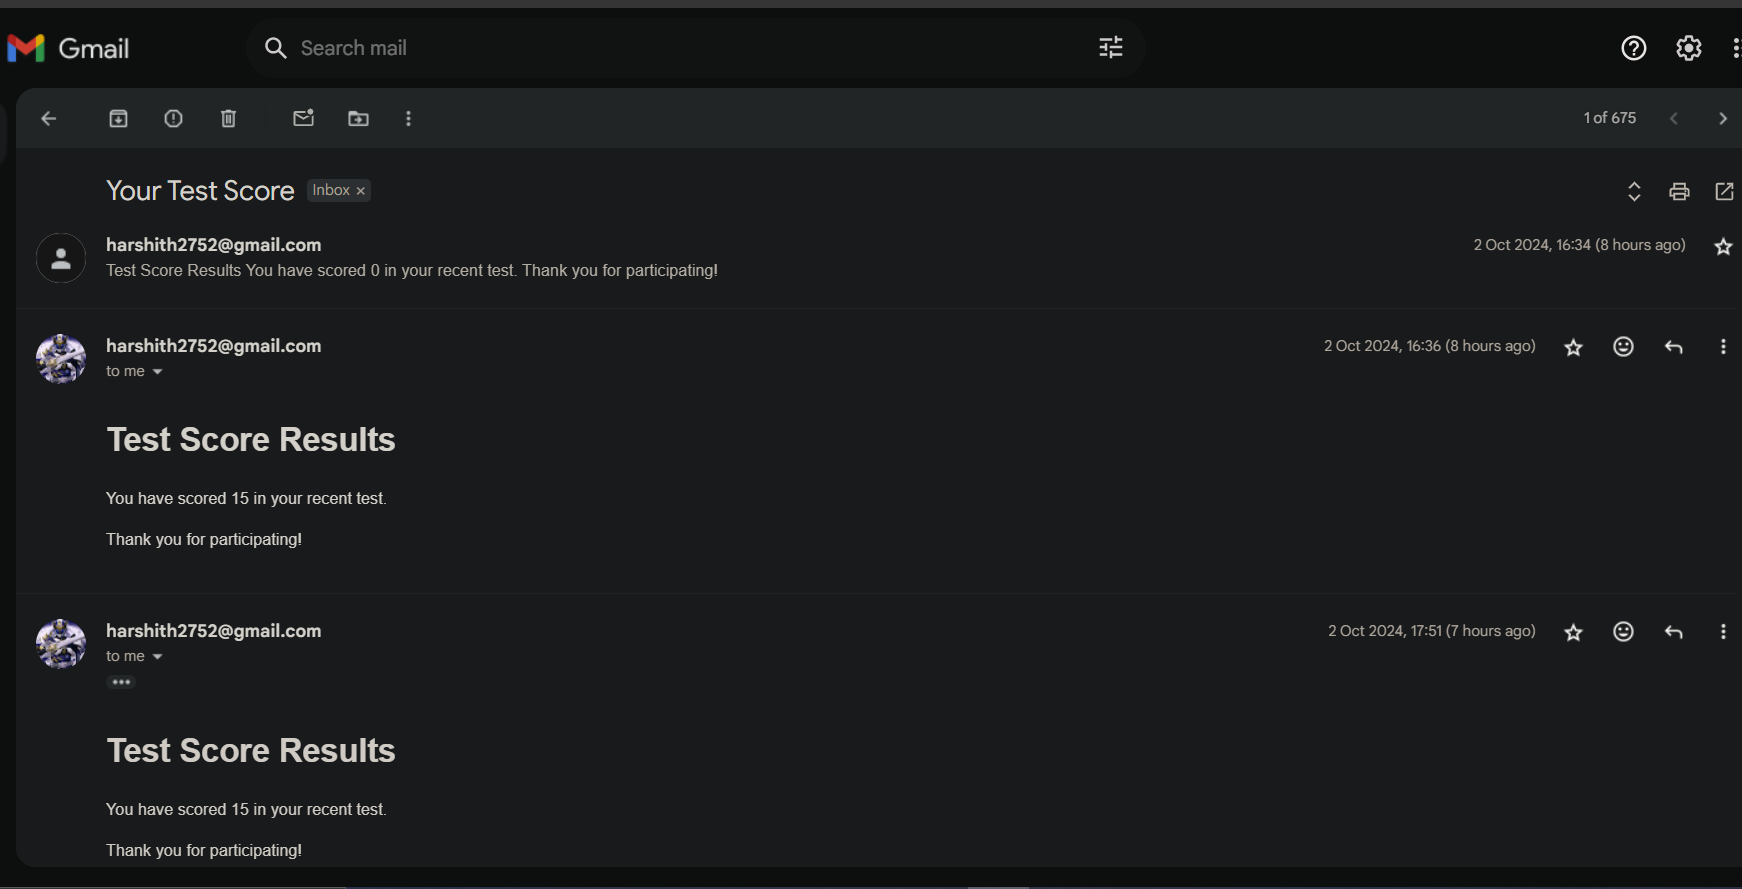 Gmail
Search mail
1 of 675
Your Test Score Inbox ×
harshith2752@gmail.com 2 Oct 2024, 16:34 (8 hours ago)
Test Score Results You have scored 0 in your recent test. Thank you for participating!
harshith2752@gmail.com 2 Oct 2024, 16:36 (8 hours ago)
to me
Test Score Results
You have scored 15 in your recent test.
Thank you for participating!
harshith2752@gmail.com 2 Oct 2024, 17:51 (7 hours ago)
to me
Test Score Results
You have scored 15 in your recent test.
Thank you for participating!